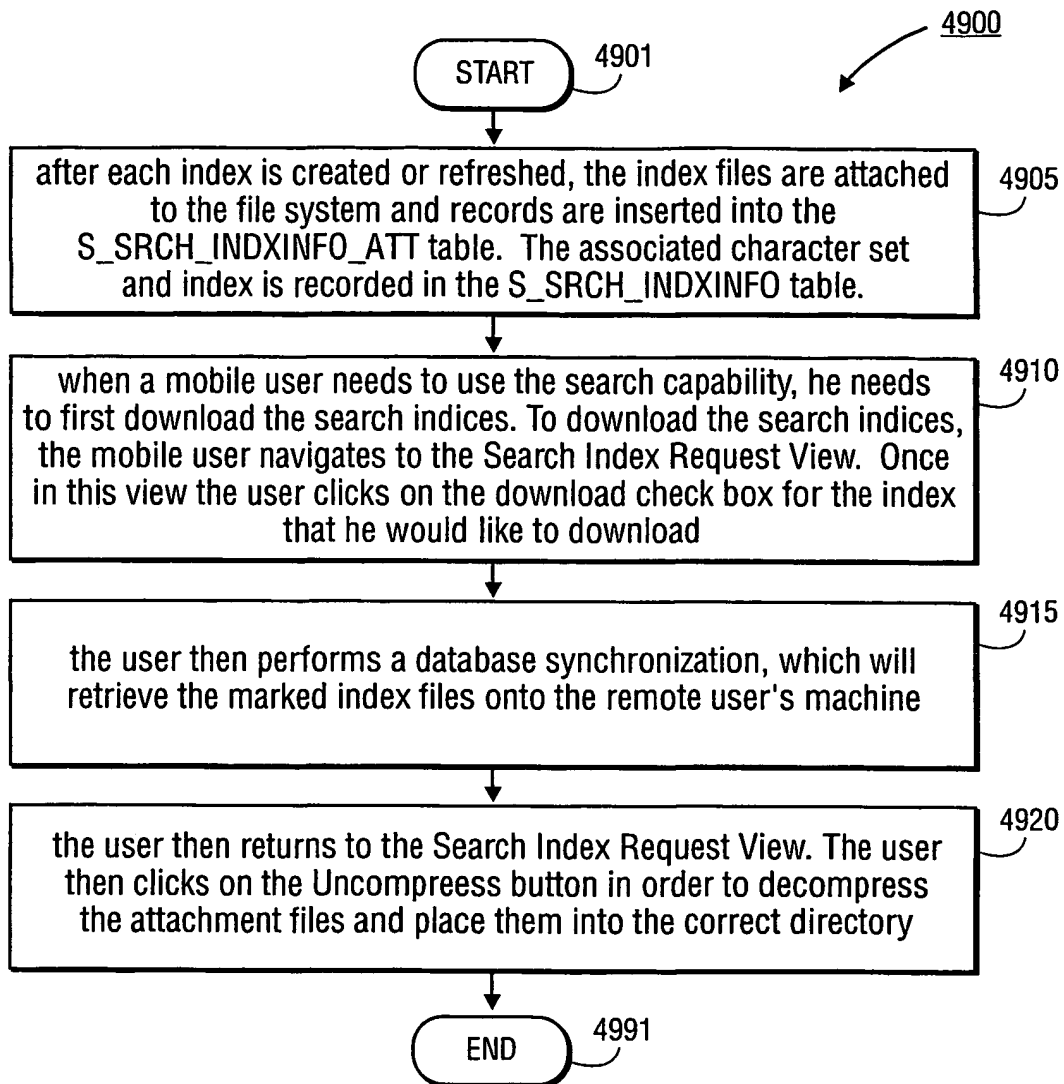 4900
START
4901
after each index is created or refreshed, the index files are attached
to the file system and records are inserted into the
S_SRCH_INDXINFO_ATT table. The associated character set
and index is recorded in the S_SRCH_INDXINFO table.
4905
when a mobile user needs to use the search capability, he needs
to first download the search indices. To download the search indices,
the mobile user navigates to the Search Index Request View. Once
in this view the user clicks on the download check box for the index
that he would like to download
4910
the user then performs a database synchronization, which will
retrieve the marked index files onto the remote user's machine
4915
the user then returns to the Search Index Request View. The user
then clicks on the Uncompreess button in order to decompress
the attachment files and place them into the correct directory
4920
END
4991